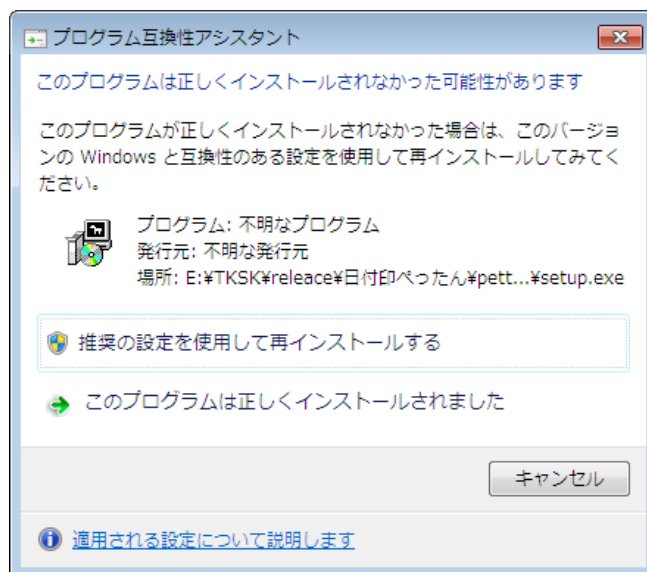 プログラム互換性アシスタント
このプログラムは正しくインストールされなかった可能性があります
このプログラムが正しくインストールされなかった場合は、このバージョ
ンの Windows と互換性のある設定を使用して再インストールしてみてく
ださい。
プログラム: 不明なプログラム
発行元: 不明な発行元
場所: E:¥TKSK¥releace¥日付印ぺったん¥pett...¥setup.exe
推奨の設定を使用して再インストールする
このプログラムは正しくインストールされました
キャンセル
適用される設定について説明します